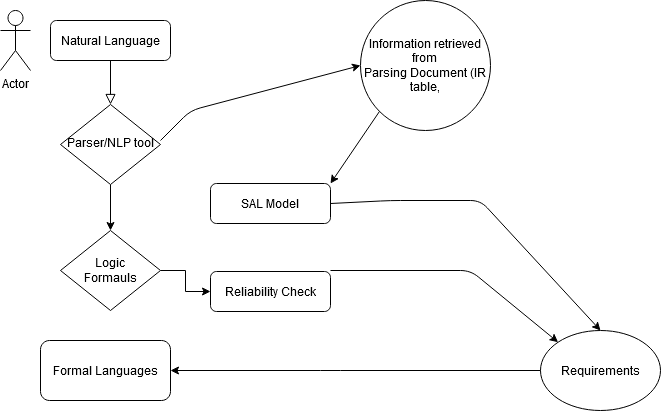 Natural Language
Actor
Information retrieved
from
Parsing Document (IR
table,
Parser/NLP tool
SAL Model
Logic
Formauls
Reliability Check
Formal Languages
Requirements